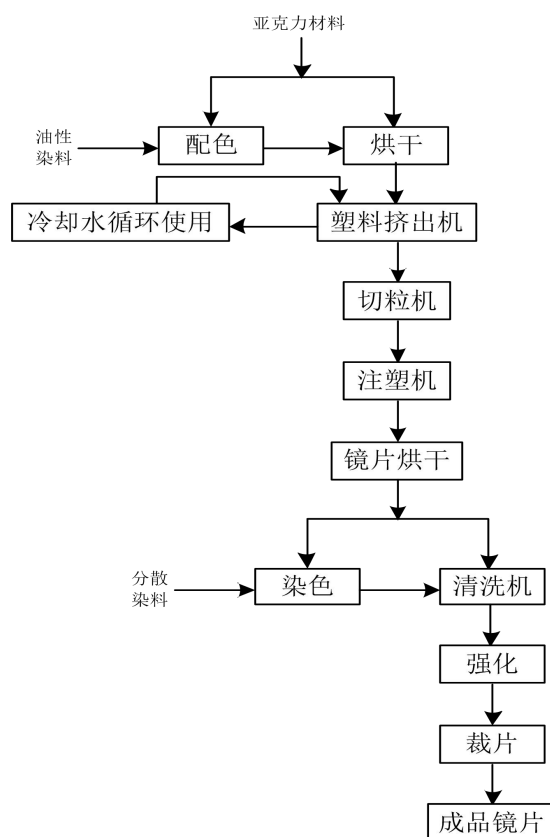 亚克力材料
油性
染料
配色
烘干
冷却水循环使用
塑料挤出机
切粒机
注塑机
镜片烘干
分散
染料
染色
清洗机
强化
裁片
成品镜片